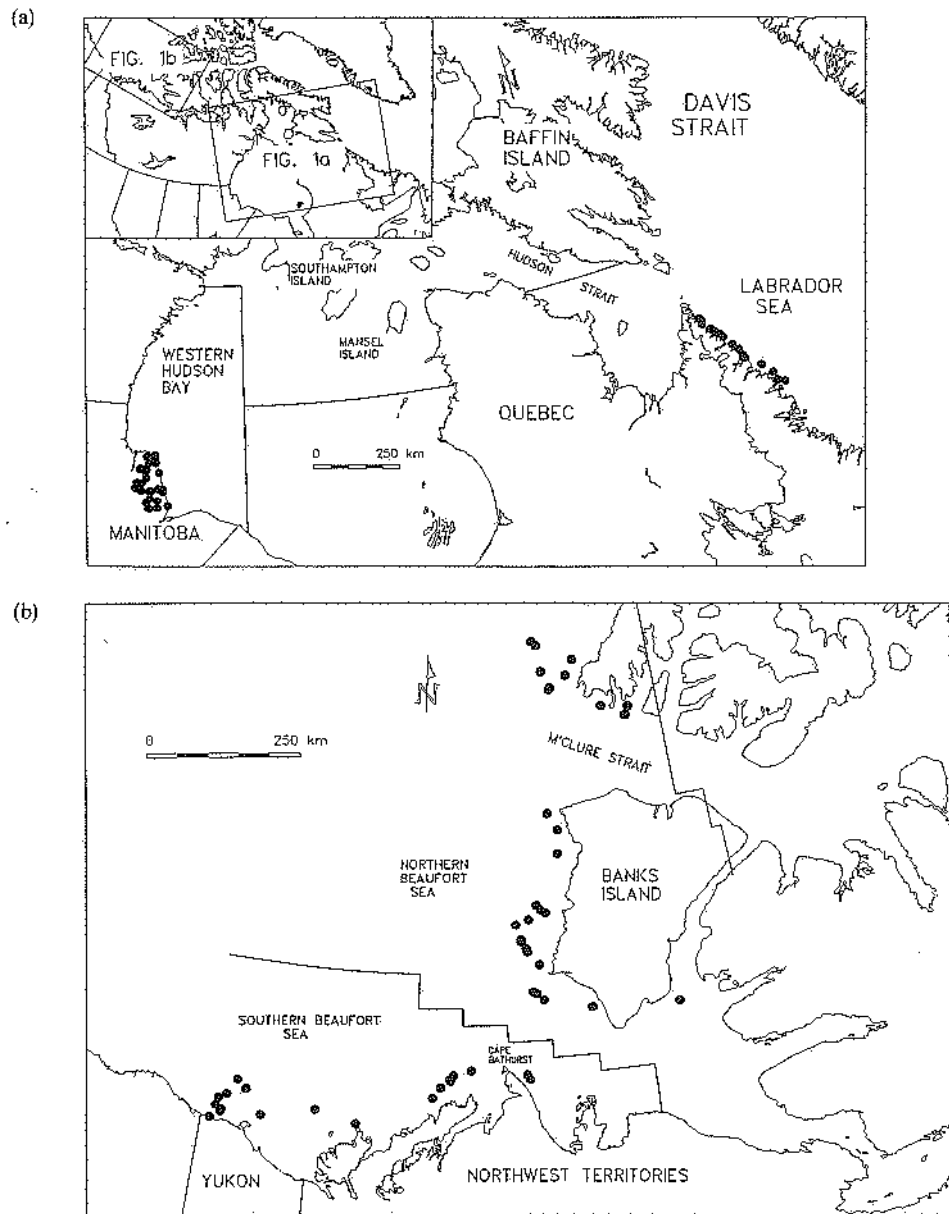 (a)
FIG. 1b
FIG. 1a
DAVIS
STRAIT
BAFFIN
ISLAND
SOUTHAMPTON
ISLAND
HUDSON
STRAIT
LABRADOR
SEA
MANSEL
ISLAND
WESTERN
HUDSON
BAY
QUEBEC
0 250 km
MANITOBA
(b)
N
0 250 km
M'CLURE STRAIT
NORTHERN
BEAUFORT
SEA
BANKS
ISLAND
SOUTHERN BEAUFORT
SEA
CAPE
BATHURST
YUKON
NORTHWEST TERRITORIES